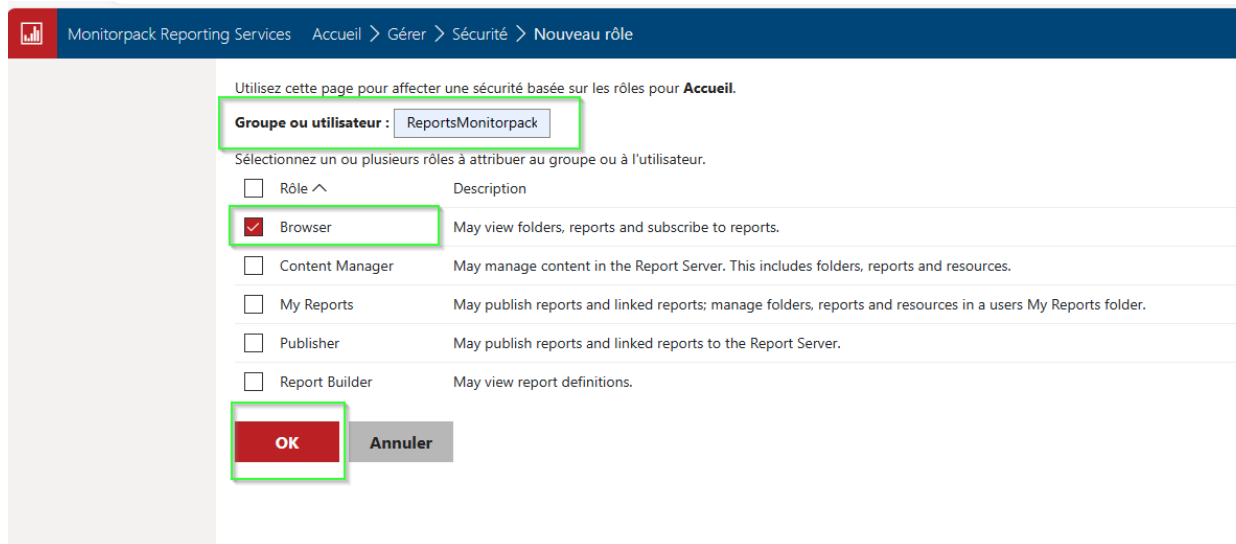 Monitorpack Reporting Services Accueil > Gérer > Sécurité > Nouveau rôle
Utilisez cette page pour affecter une sécurité basée sur les rôles pour Accueil.
Groupe ou utilisateur : ReportsMonitorpack
Sélectionnez un ou plusieurs rôles à attribuer au groupe ou à l'utilisateur.
Rôle Description
Browser May view folders, reports and subscribe to reports.
Content Manager May manage content in the Report Server. This includes folders, reports and resources.
My Reports May publish reports and linked reports; manage folders, reports and resources in a users My Reports folder.
Publisher May publish reports and linked reports to the Report Server.
Report Builder May view report definitions.
OK Annuler